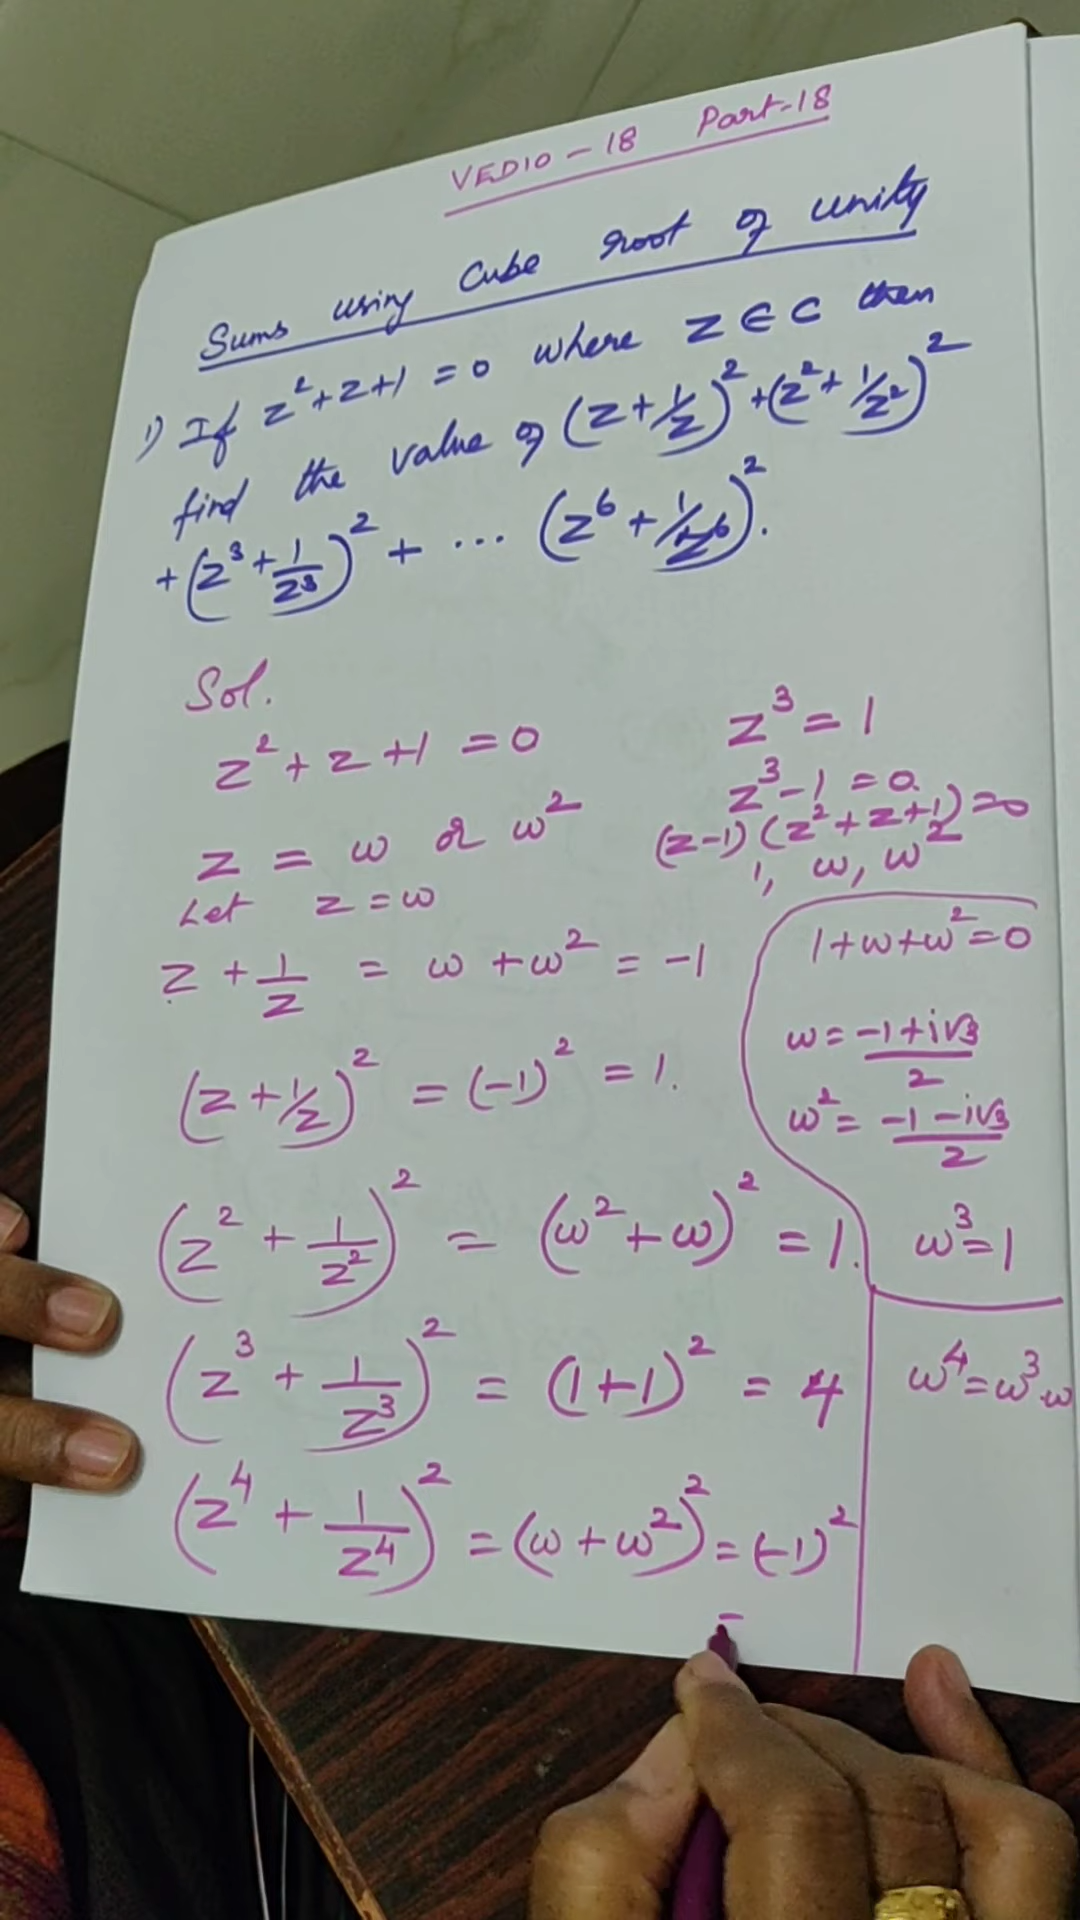 VEDIO - 18 Part-18
Sums using Cube root of unity
1) If z² + z + 1 = 0 where z ∈ C then
find the value of (z + 1/z)² + (z² + 1/z²)²
+ (z³ + 1/z³)² + ... (z⁶ + 1/z⁶)².
Sol.
z² + z + 1 = 0
z = ω or ω²
Let z = ω
z + 1/z = ω + ω² = -1
(z + 1/z)² = (-1)² = 1.
(z² + 1/z²)² = (ω² + ω)² = 1.
(z³ + 1/z³)² = (1+1)² = 4
(z⁴ + 1/z⁴)² = (ω + ω²)² = (-1)²
z³ = 1
z³ - 1 = 0
(z-1) (z² + z + 1) = 0
1, ω, ω²
1 + ω + ω² = 0
ω = (-1 + i√3)/2
ω² = (-1 - i√3)/2
ω³ = 1
ω⁴ = ω³·ω